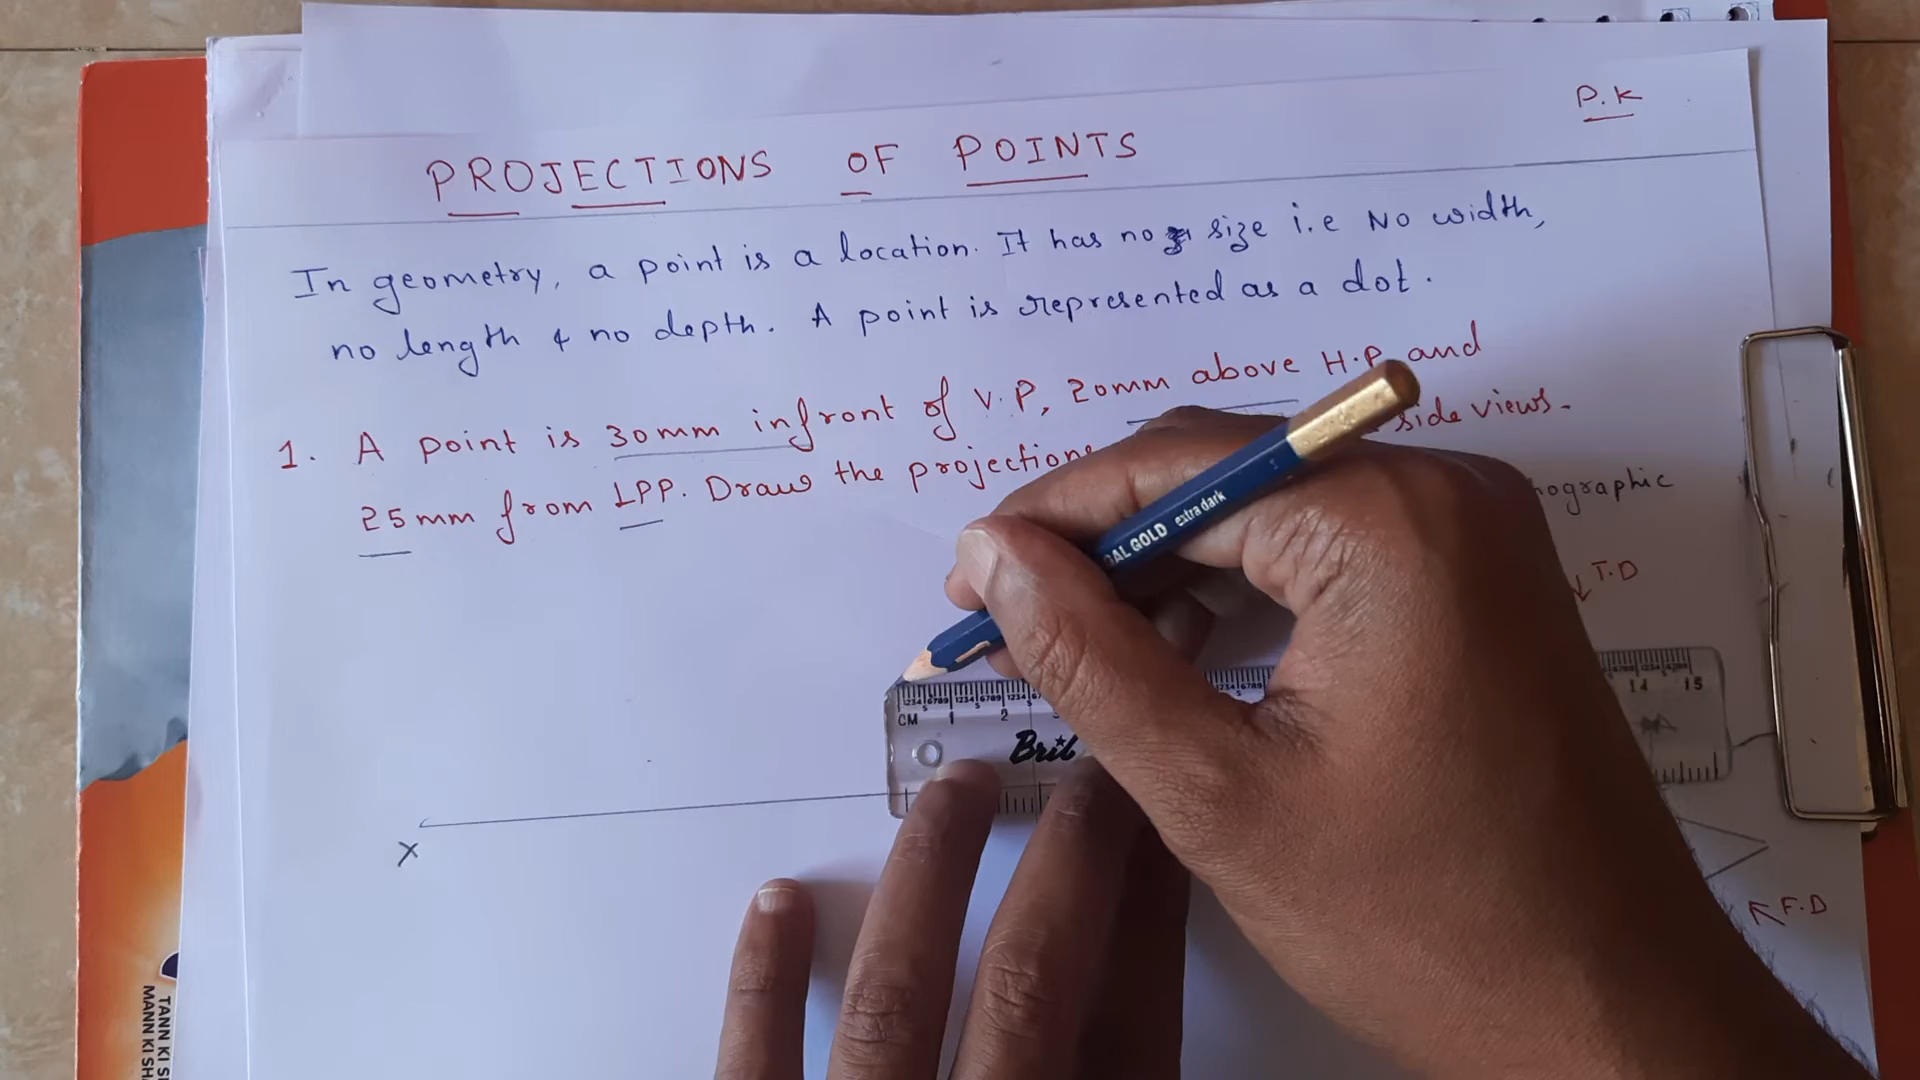 P.K
PROJECTIONS OF POINTS
In geometry, a point is a location. It has no size i.e No width,
no length & no depth. A point is represented as a dot.
1. A point is 30mm infront of V.P, 20mm above H.P and
25mm from LPP. Draw the projections side views.
T.D
CM 1 2 14 15
Bril
GOLD extra dark
X
F.D
TANN KI
MANN KI